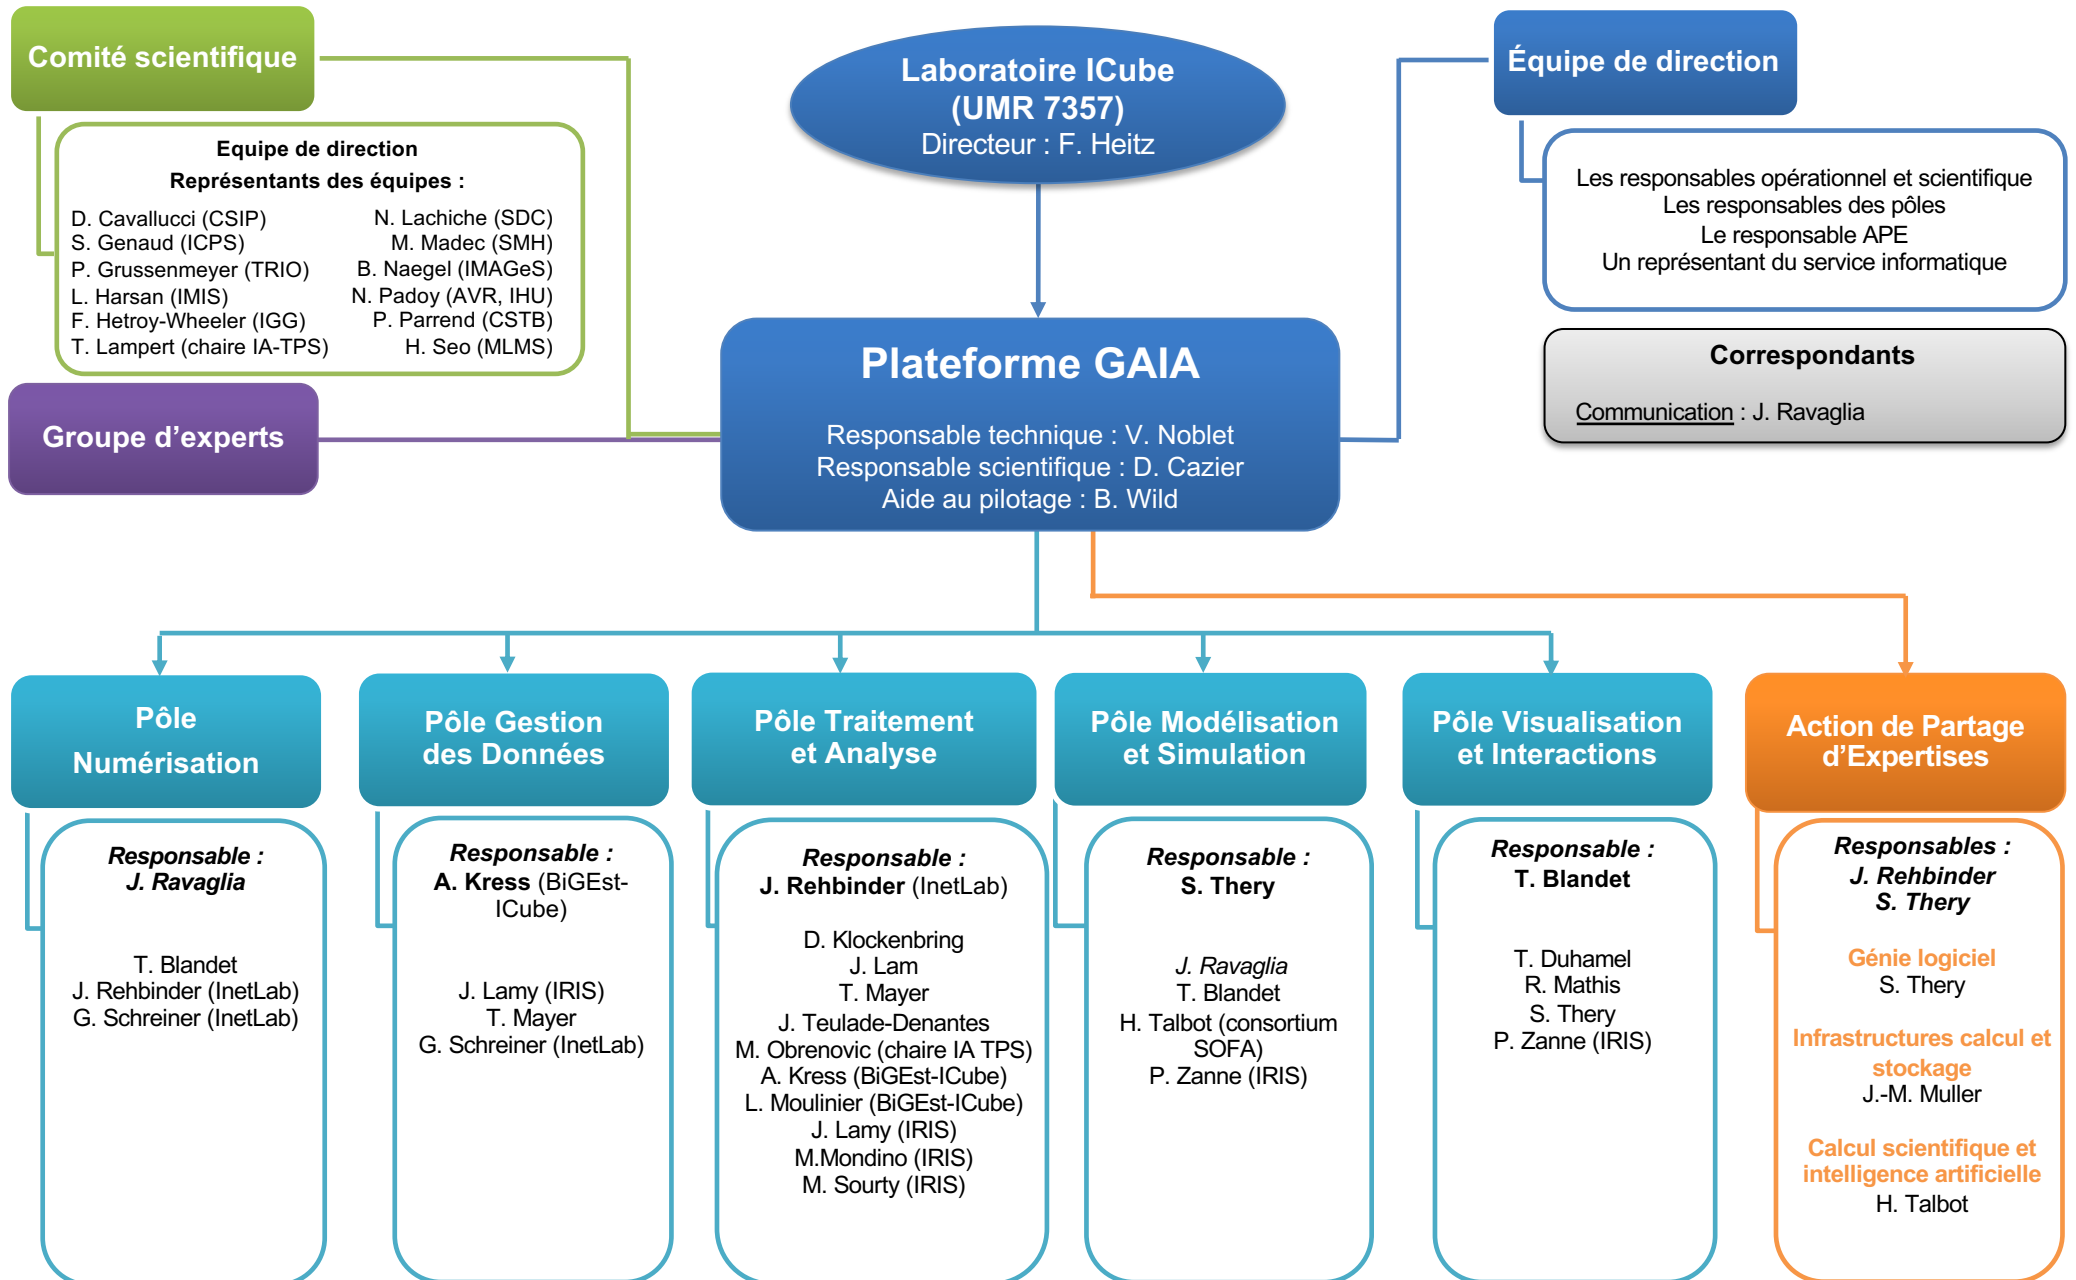 Comité scientifique
Equipe de direction
Représentants des équipes :
D. Cavallucci (CSIP)
S. Genaud (ICPS)
P. Grussenmeyer (TRIO)
L. Harsan (IMIS)
F. Hetroy-Wheeler (IGG)
T. Lampert (chaire IA-TPS)
N. Lachiche (SDC)
M. Madec (SMH)
B. Naegel (IMAGeS)
N. Padoy (AVR, IHU)
P. Parrend (CSTB)
H. Seo (MLMS)
Groupe d’experts
Laboratoire ICube
(UMR 7357)
Directeur : F. Heitz
Plateforme GAIA
Responsable technique : V. Noblet
Responsable scientifique : D. Cazier
Aide au pilotage : B. Wild
Équipe de direction
Les responsables opérationnel et scientifique
Les responsables des pôles
Le responsable APE
Un représentant du service informatique
Correspondants
Communication : J. Ravaglia
Pôle
Numérisation
Responsable :
J. Ravaglia
T. Blandet
J. Rehbinder (InetLab)
G. Schreiner (InetLab)
Pôle Gestion
des Données
Responsable :
A. Kress (BiGEst-
ICube)
J. Lamy (IRIS)
T. Mayer
G. Schreiner (InetLab)
Pôle Traitement
et Analyse
Responsable :
J. Rehbinder (InetLab)
D. Klockenbring
J. Lam
T. Mayer
J. Teulade-Denantes
M. Obrenovic (chaire IA TPS)
A. Kress (BiGEst-ICube)
L. Moulinier (BiGEst-ICube)
J. Lamy (IRIS)
M.Mondino (IRIS)
M. Sourty (IRIS)
Pôle Modélisation
et Simulation
Responsable :
S. Thery
J. Ravaglia
T. Blandet
H. Talbot (consortium
SOFA)
P. Zanne (IRIS)
Pôle Visualisation
et Interactions
Responsable :
T. Blandet
T. Duhamel
R. Mathis
S. Thery
P. Zanne (IRIS)
Action de Partage
d’Expertises
Responsables :
J. Rehbinder
S. Thery
Génie logiciel
S. Thery
Infrastructures calcul et
stockage
J.-M. Muller
Calcul scientifique et
intelligence artificielle
H. Talbot